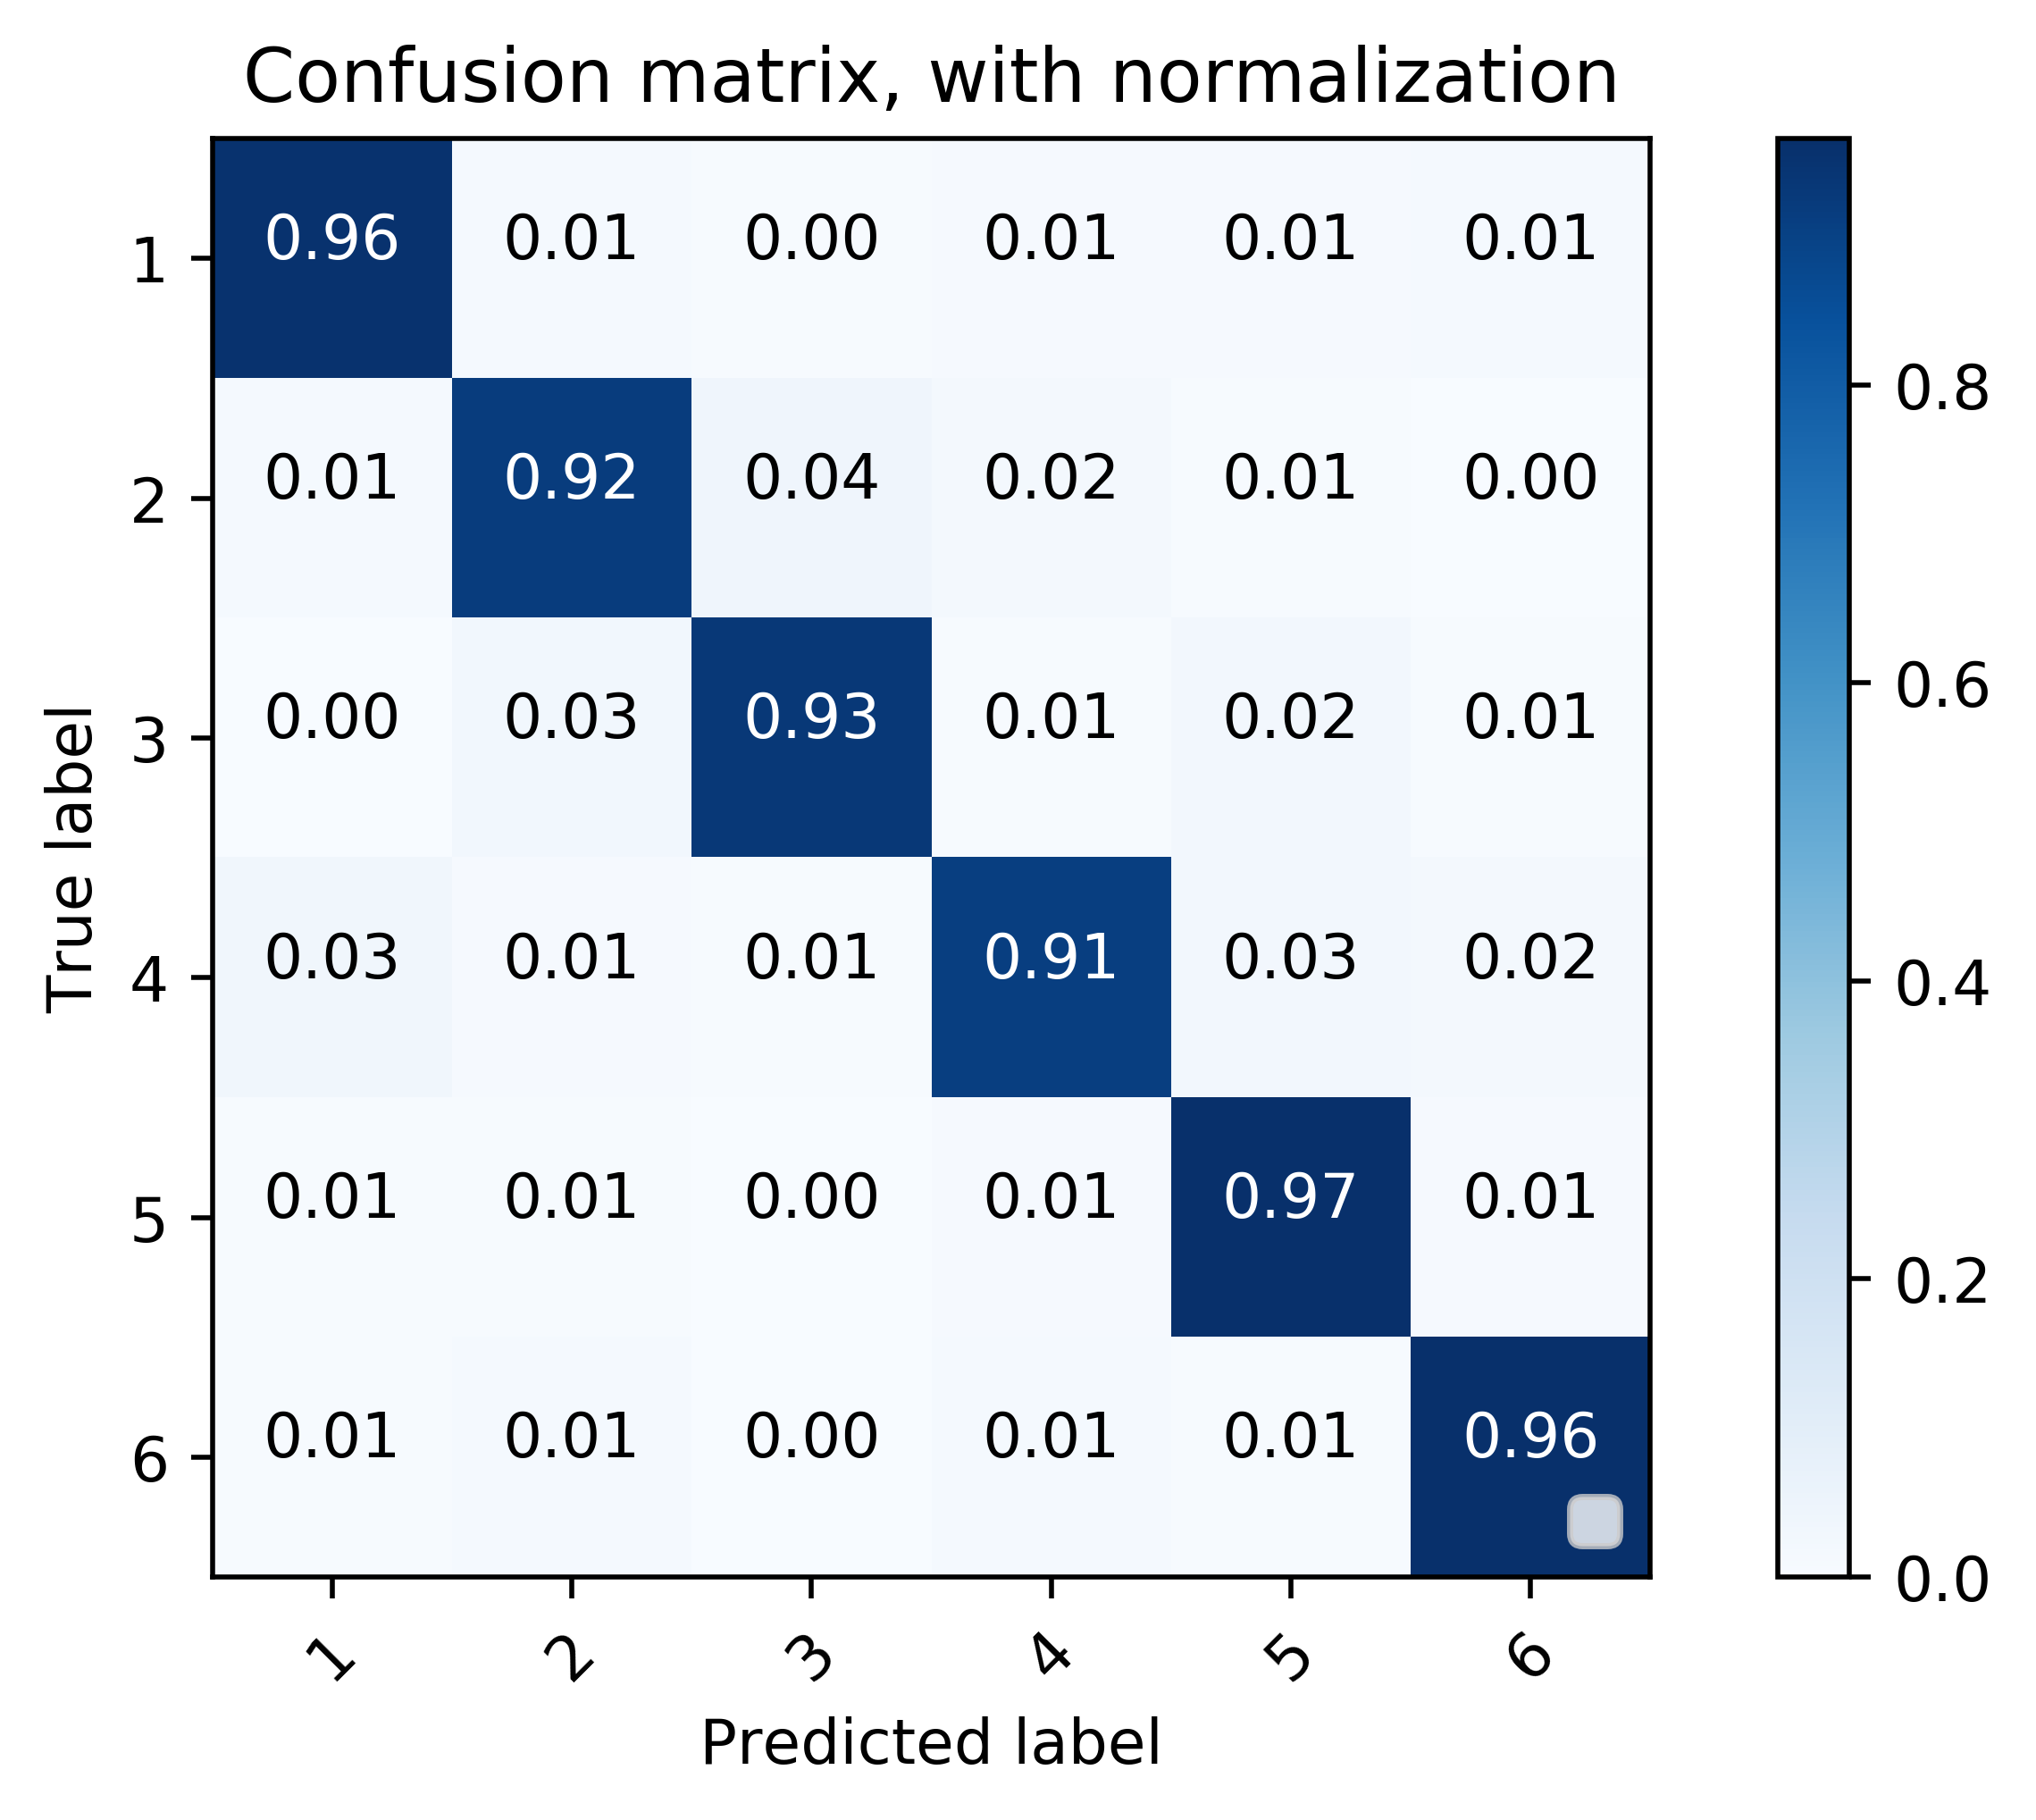 Confusion matrix, with normalization
1 0.96 0.01 0.00 0.01 0.01 0.01
2 0.01 0.92 0.04 0.02 0.01 0.00
3 0.00 0.03 0.93 0.01 0.02 0.01
4 0.03 0.01 0.01 0.91 0.03 0.02
5 0.01 0.01 0.00 0.01 0.97 0.01
6 0.01 0.01 0.00 0.01 0.01 0.96
1 2 3 4 5 6
True label
Predicted label
0.8
0.6
0.4
0.2
0.0